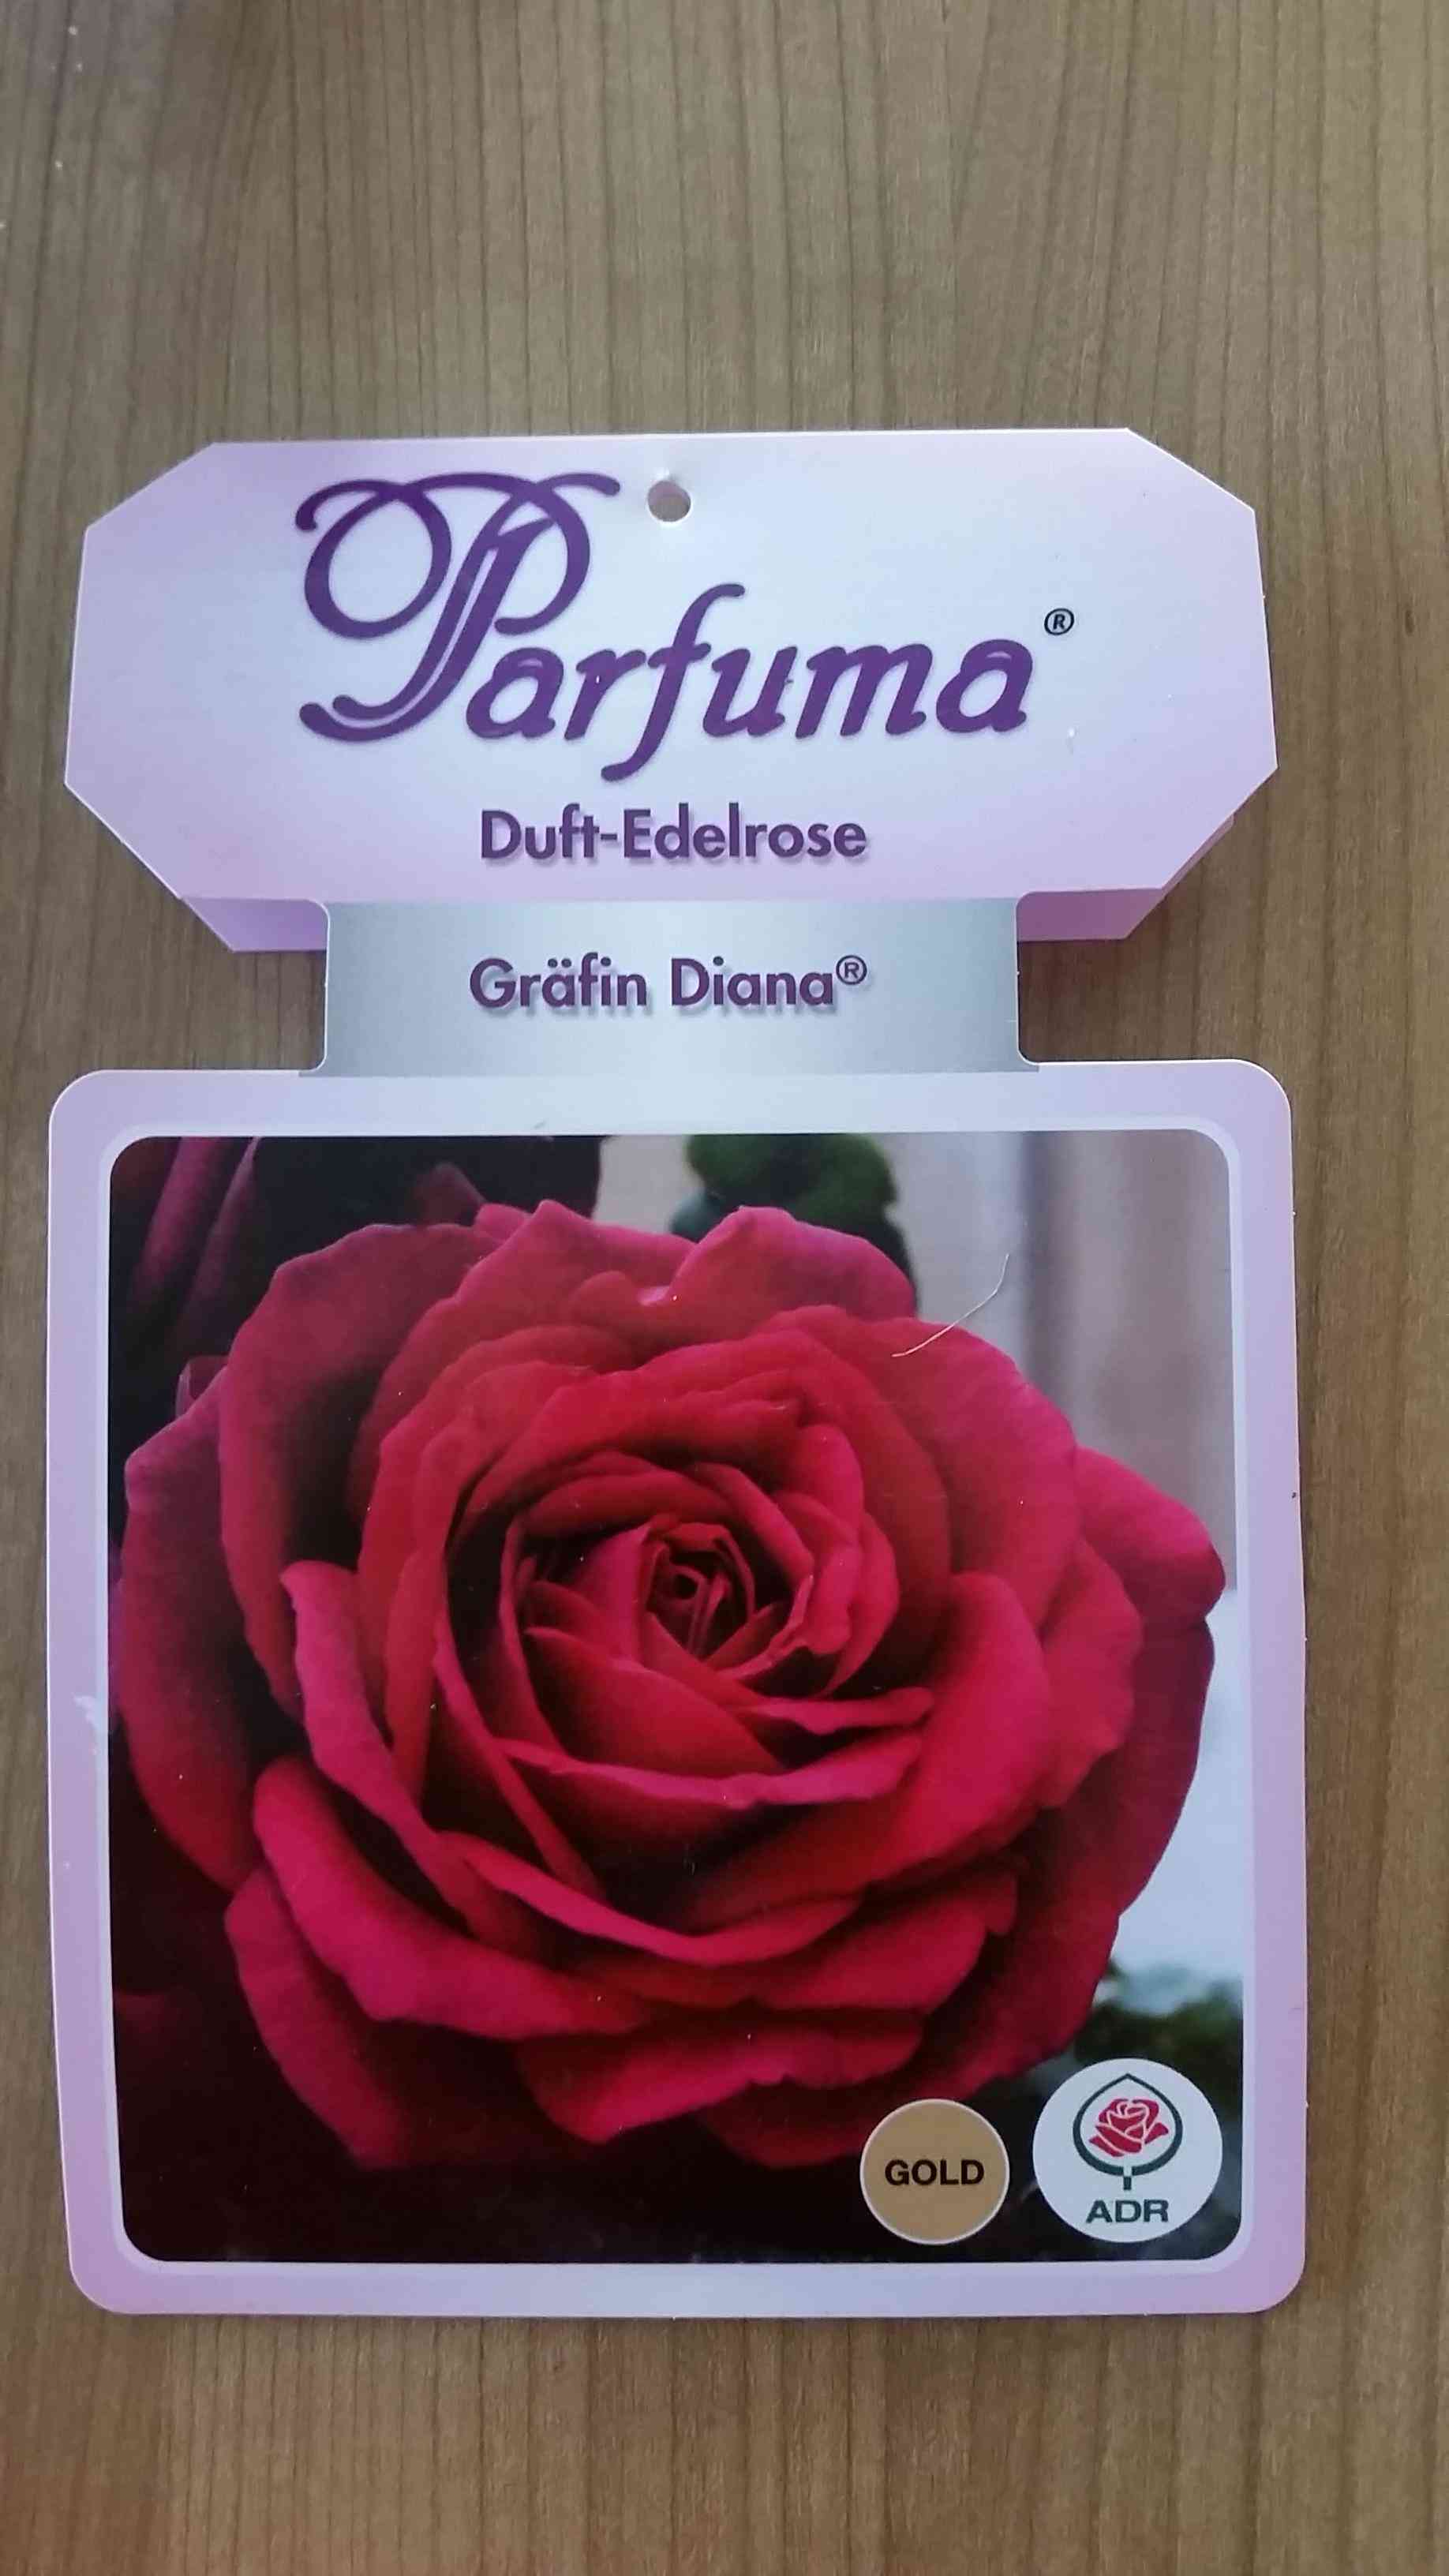 Parfuma®
Duft-Edelrose
Gräfin Diana®
GOLD
ADR